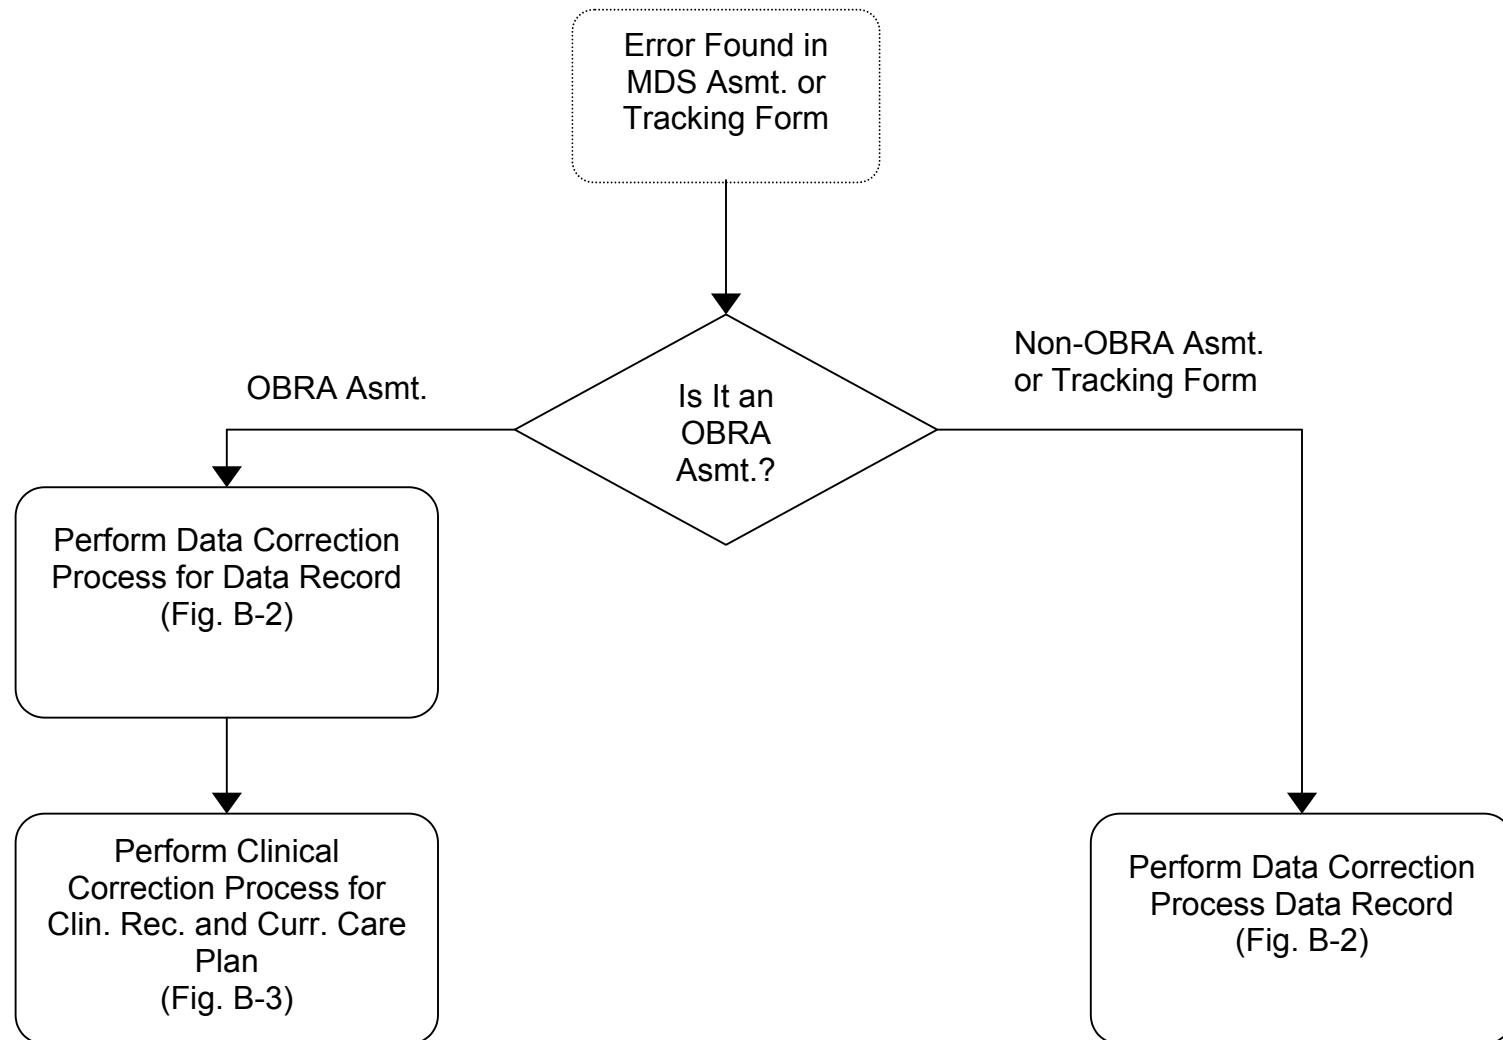 Error Found in
MDS Asmt. or
Tracking Form
OBRA Asmt.
Is It an
OBRA
Asmt.?
Non-OBRA Asmt.
or Tracking Form
Perform Data Correction
Process for Data Record
(Fig. B-2)
Perform Clinical
Correction Process for
Clin. Rec. and Curr. Care
Plan
(Fig. B-3)
Perform Data Correction
Process Data Record
(Fig. B-2)